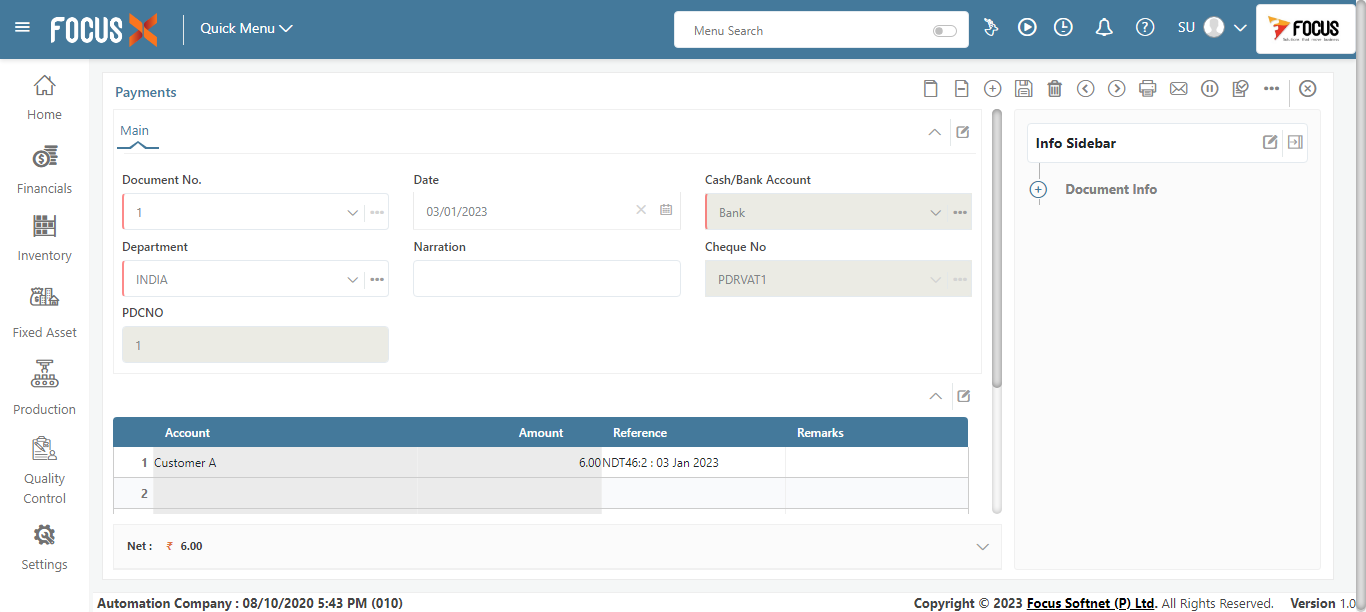 FOCUS X Quick Menu Menu Search SU FOCUS
Payments
Home
Financials
Inventory
Fixed Asset
Production
Quality
Control
Settings
Main
Document No. Date Cash/Bank Account
1 03/01/2023 Bank
Department Narration Cheque No
INDIA PDRVAT1
PDCNO
1
Account Amount Reference Remarks
1 Customer A 6.00 NDT46:2 : 03 Jan 2023
2
Net : ₹ 6.00
Info Sidebar
Document Info
Automation Company : 08/10/2020 5:43 PM (010) Copyright © 2023 Focus Softnet (P) Ltd. All Rights Reserved. Version 1.0